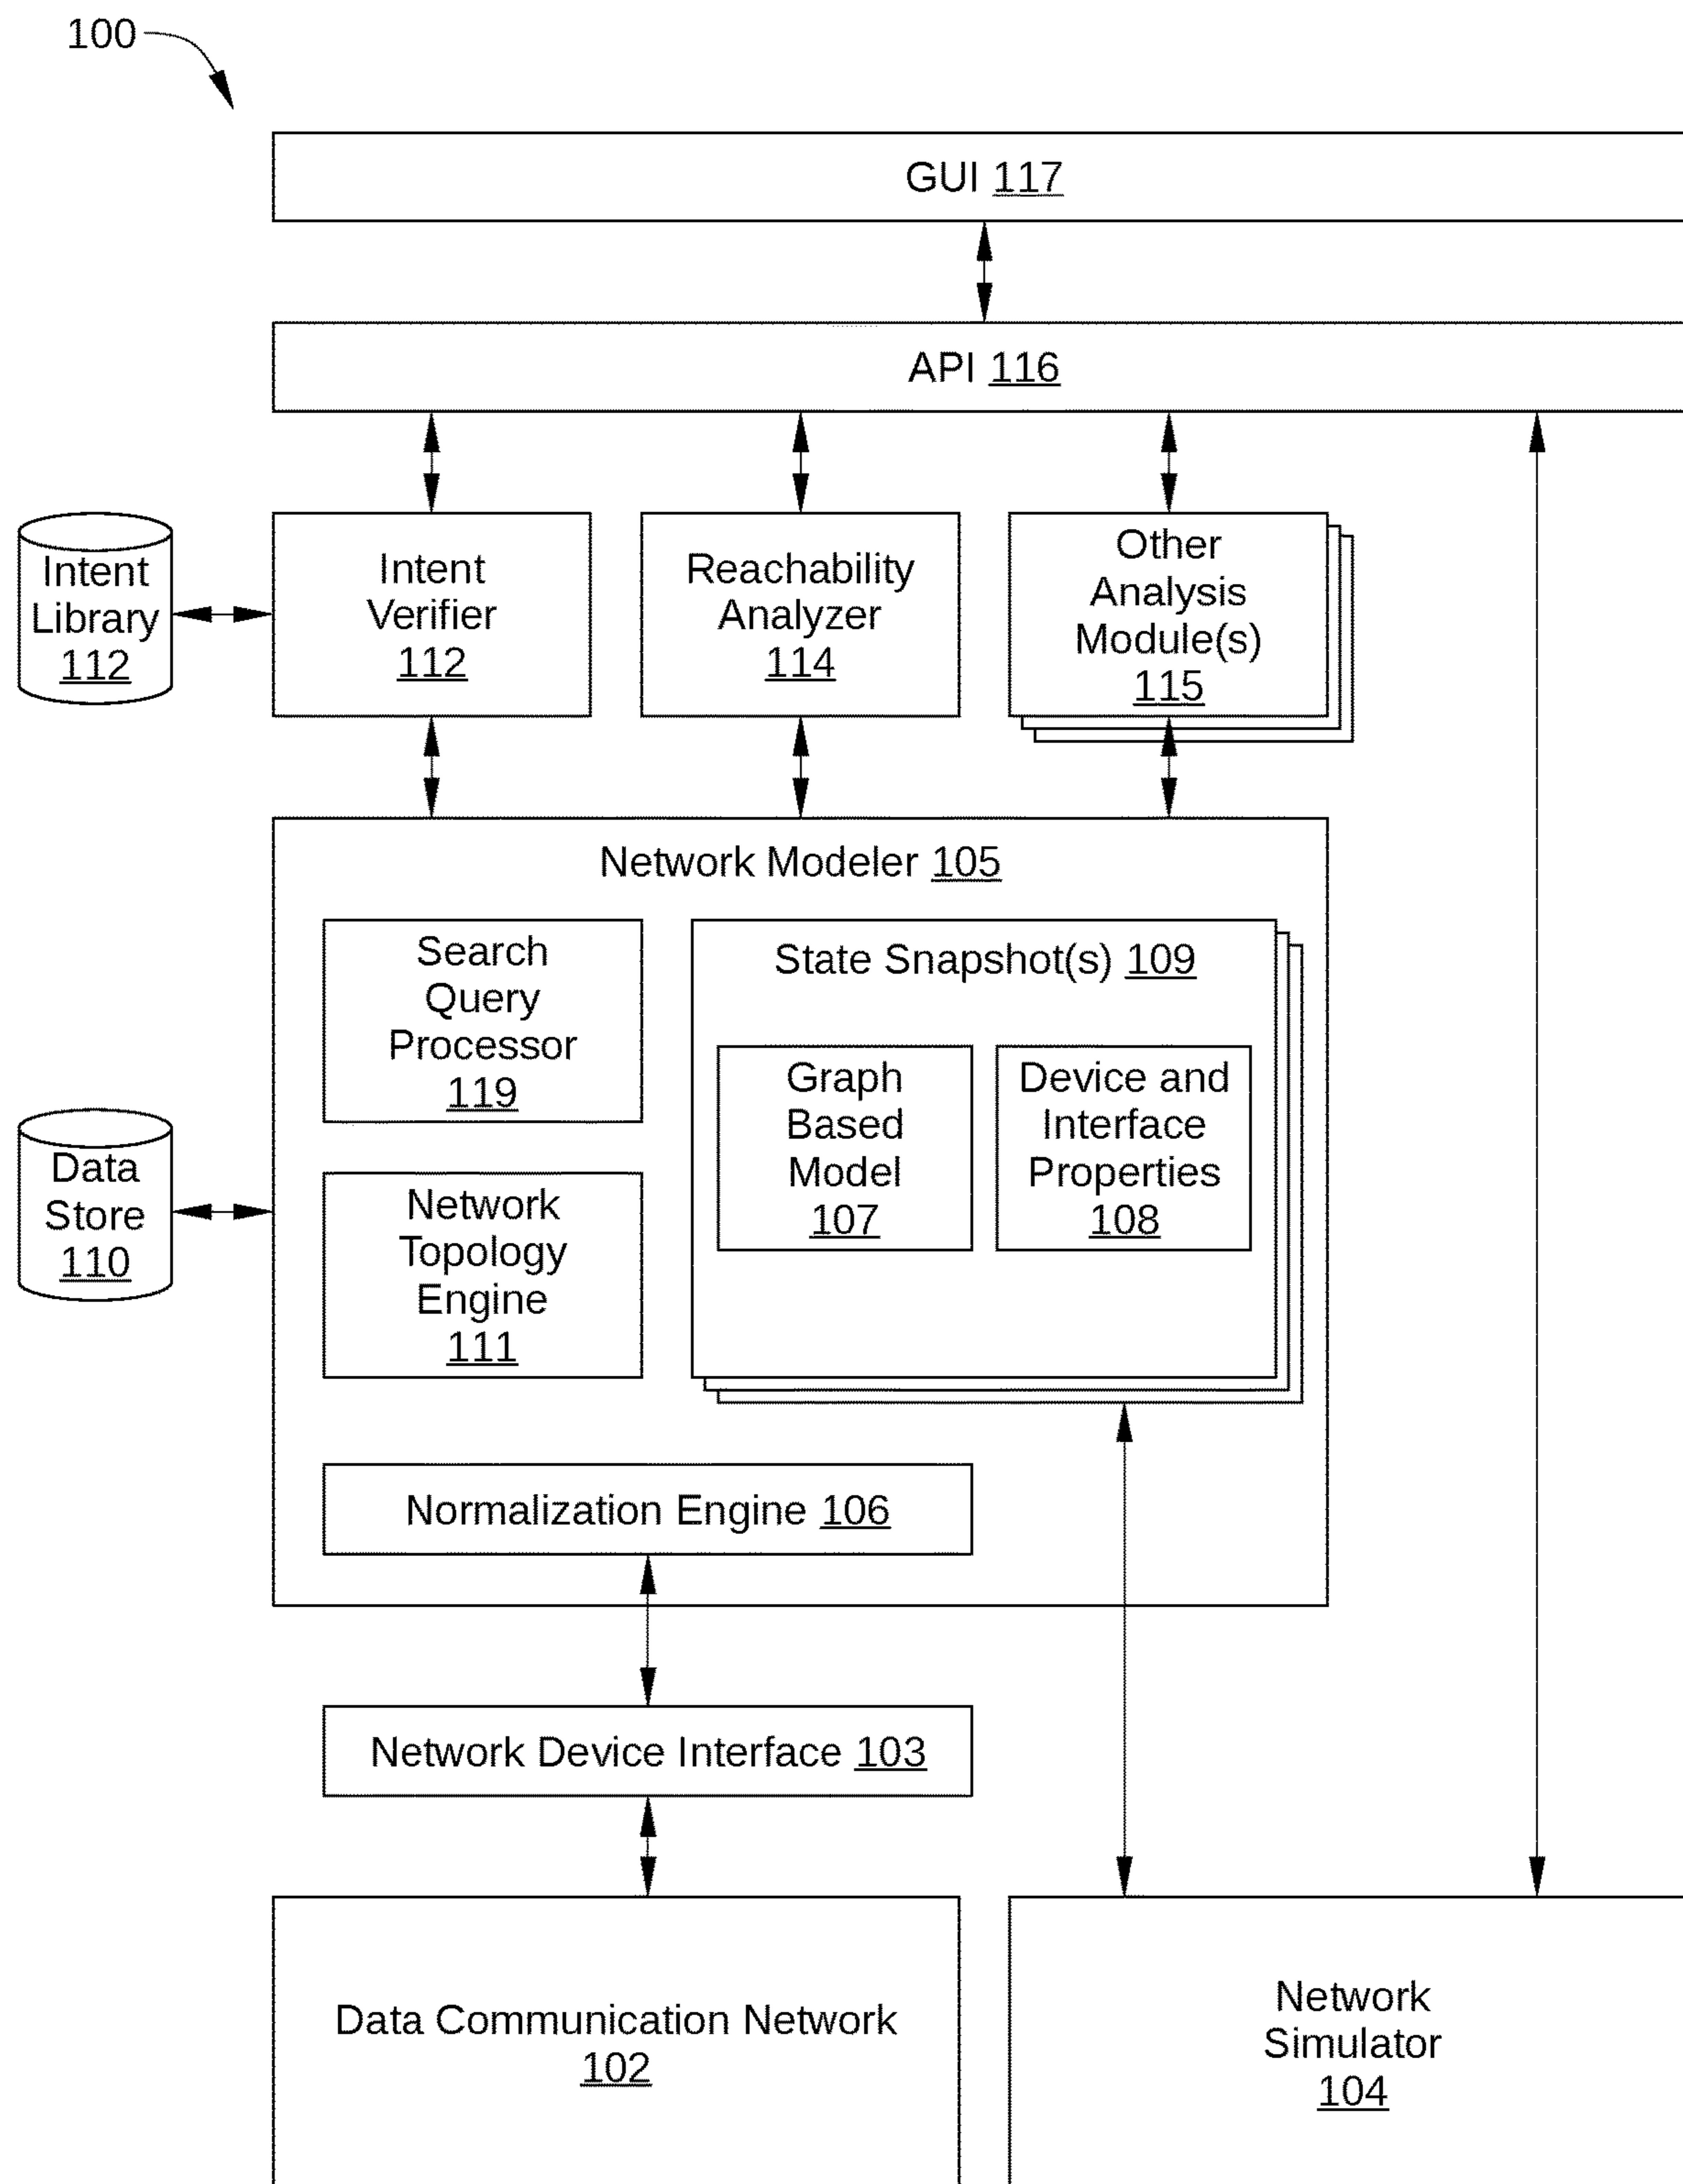 100
GUI 117
API 116
Intent
Library
112
Intent
Verifier
112
Reachability
Analyzer
114
Other
Analysis
Module(s)
115
Network Modeler 105
Search
Query
Processor
119
State Snapshot(s) 109
Graph
Based
Model
107
Device and
Interface
Properties
108
Data
Store
110
Network
Topology
Engine
111
Normalization Engine 106
Network Device Interface 103
Data Communication Network
102
Network
Simulator
104